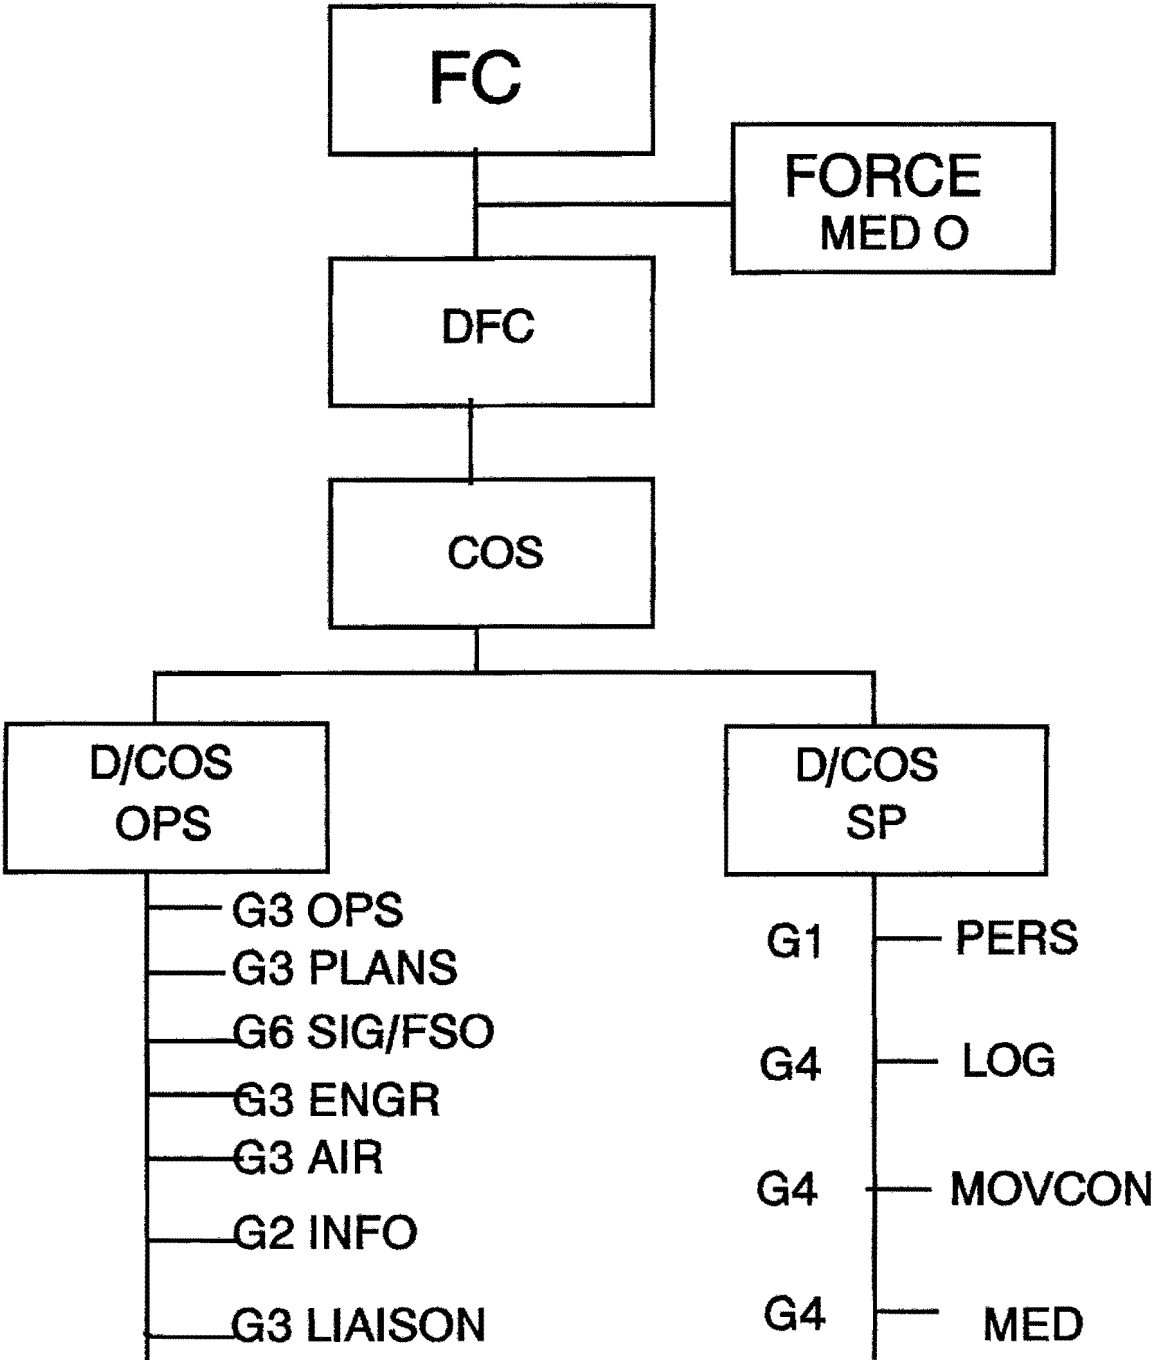 FC
FORCE
MED O
DFC
COS
D/COS
OPS
D/COS
SP
G3 OPS
G3 PLANS
G6 SIG/FSO
G3 ENGR
G3 AIR
G2 INFO
G3 LIAISON
G1 PERS
G4 LOG
G4 MOVCON
G4 MED